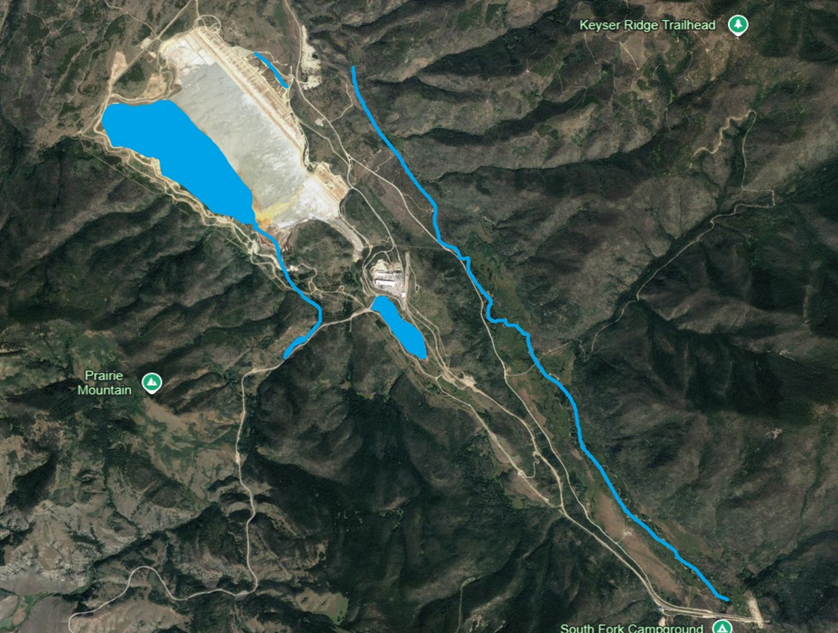 Keyser Ridge Trailhead
Prairie
Mountain
South Fork Campground